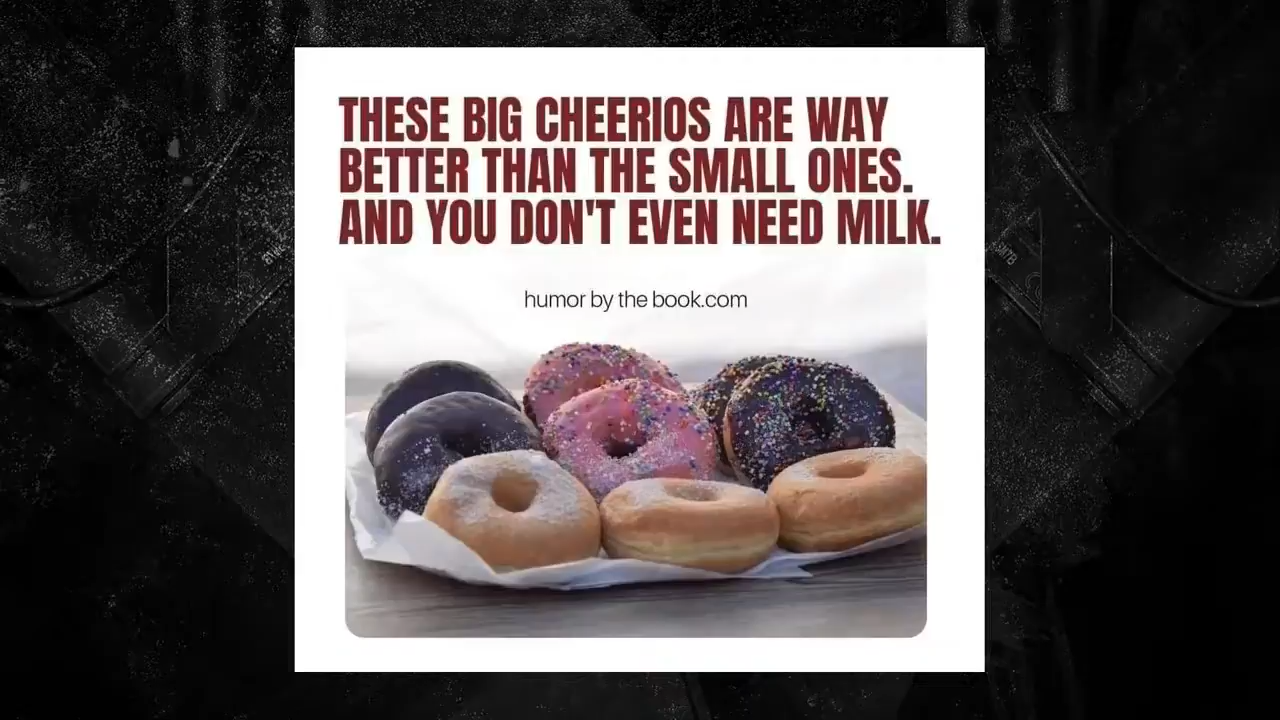 THESE BIG CHEERIOS ARE WAY
BETTER THAN THE SMALL ONES.
AND YOU DON'T EVEN NEED MILK.
humor by the book.com